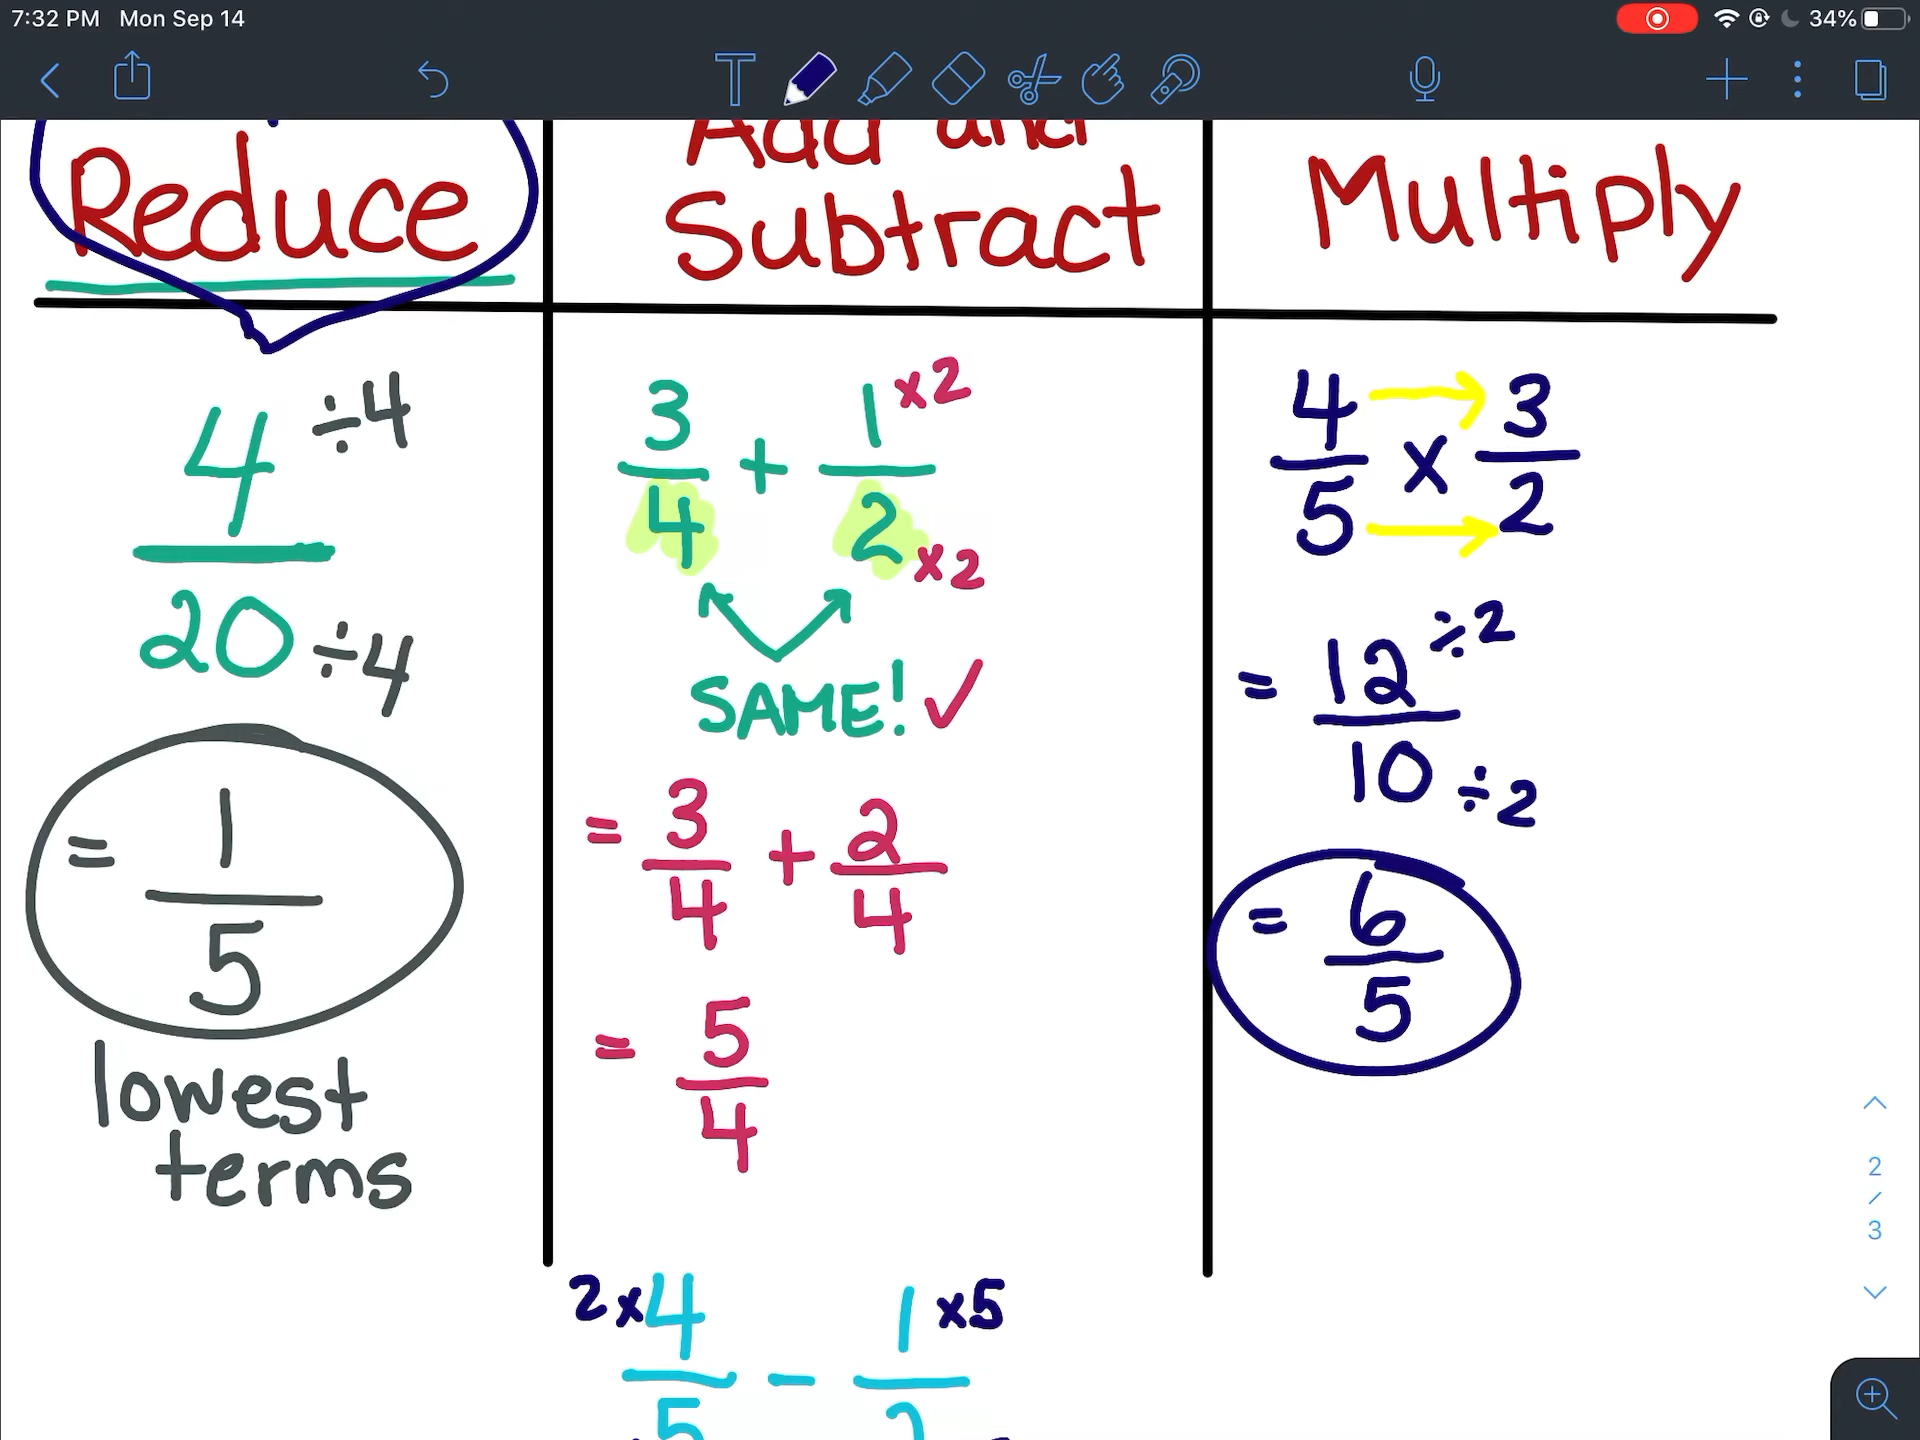 7:32 PM Mon Sep 14
34%
T
Reduce
Add and
Subtract
Multiply
4 ÷4
20 ÷4
= 1
5
lowest
terms
3 + 1 ×2
4 2 ×2
SAME! ✓
= 3 + 2
4 4
= 5
4
2×4 - 1 ×5
5
4 × 3
5 2
= 12 ÷2
10 ÷2
= 6
5
2
/
3